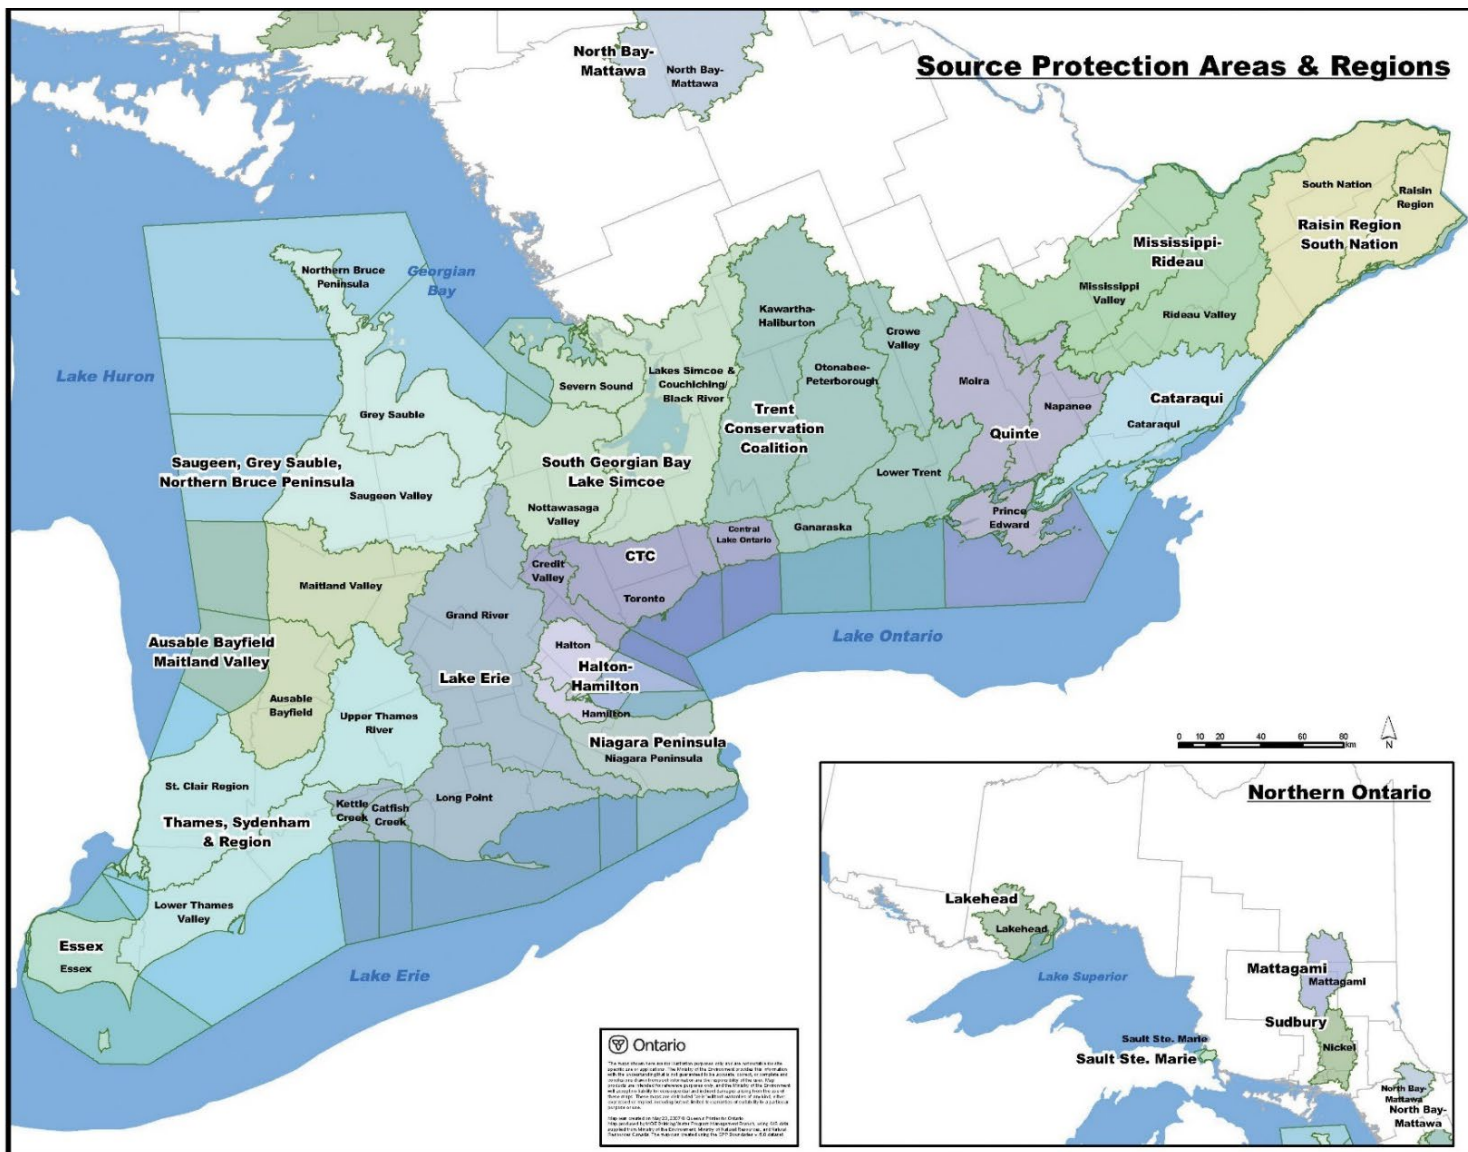 Source Protection Areas & Regions
North Bay-
Mattawa
North Bay-
Mattawa
South Nation
Raisin
Region
Raisin Region
South Nation
Mississippi-
Rideau
Mississippi
Valley
Rideau Valley
Northern Bruce
Peninsula
Georgian
Bay
Kawartha-
Haliburton
Crowe
Valley
Lake Huron
Severn Sound
Lakes Simcoe &
Couchiching/
Black River
Otonabee-
Peterborough
Moira
Napanee
Cataraqui
Cataraqui
Grey Sauble
Trent
Conservation
Coalition
Quinte
Saugeen, Grey Sauble,
Northern Bruce Peninsula
Saugeen Valley
South Georgian Bay
Lake Simcoe
Lower Trent
Nottawasaga
Valley
Prince
Edward
Central
Lake Ontario
Ganaraska
CTC
Credit
Valley
Toronto
Maitland Valley
Grand River
Lake Ontario
Ausable Bayfield
Maitland Valley
Halton
Halton-
Hamilton
Lake Erie
Ausable
Bayfield
Upper Thames
River
Hamilton
Niagara Peninsula
Niagara Peninsula
St. Clair Region
Kettle
Creek
Catfish
Creek
Long Point
Thames, Sydenham
& Region
Lower Thames
Valley
Essex
Essex
Lake Erie
0 10 20 40 60 80
km
N
Northern Ontario
Lakehead
Lakehead
Lake Superior
Mattagami
Mattagami
Sudbury
Nickel
Sault Ste. Marie
Sault Ste. Marie
North Bay-
Mattawa
North Bay-
Mattawa
Ontario